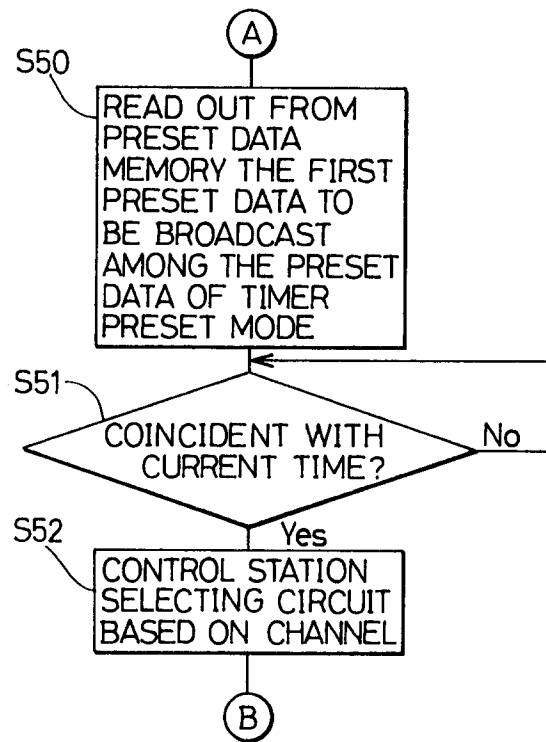 A
S50
READ OUT FROM
PRESET DATA
MEMORY THE FIRST
PRESET DATA TO
BE BROADCAST
AMONG THE PRESET
DATA OF TIMER
PRESET MODE
S51
COINCIDENT WITH
CURRENT TIME?
No
Yes
S52
CONTROL STATION
SELECTING CIRCUIT
BASED ON CHANNEL
B